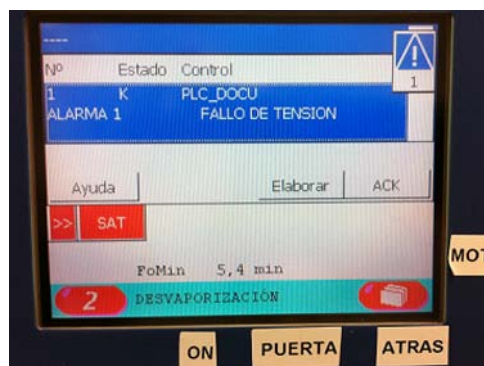 ----
Nº Estado Control
1
1 K PLC_DOCU
ALARMA 1 FALLO DE TENSION
Ayuda Elaborar ACK
>> SAT
FoMin 5,4 min
2 DESVAPORIZACIÓN
MOT
ON PUERTA ATRAS